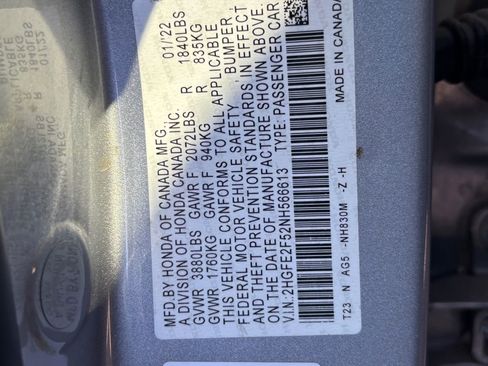 MFD.BY HONDA OF CANADA MFG., 01/22
A DIVISION OF HONDA CANADA INC.
GVWR 3880LBS GAWR F 2072LBS R 1840LBS
GVWR 1760KG GAWR F 940KG R 835KG
THIS VEHICLE CONFORMS TO ALL APPLICABLE
FEDERAL MOTOR VEHICLE SAFETY, BUMPER,
AND THEFT PREVENTION STANDARDS IN EFFECT
ON THE DATE OF MANUFACTURE SHOWN ABOVE.
V.I.N.:2HGFE2F52NH566613 TYPE: PASSENGER CAR
T23 N AG5 -NH830M -Z -H
MADE IN CANADA